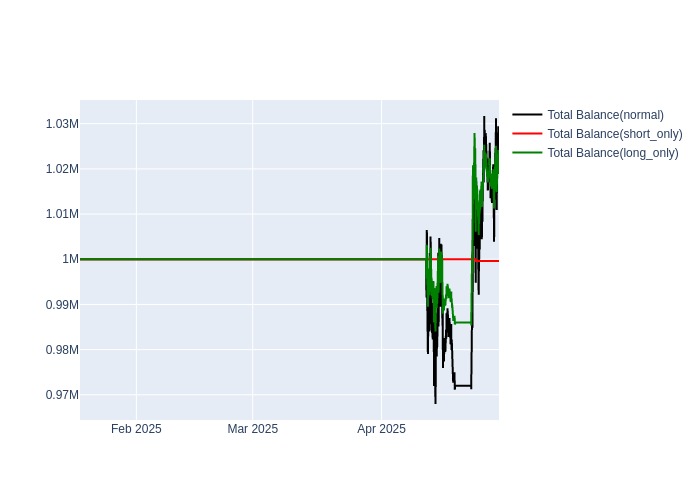 Total Balance(normal)
Total Balance(short_only)
Total Balance(long_only)
1.03M
1.02M
1.01M
1M
0.99M
0.98M
0.97M
Feb 2025
Mar 2025
Apr 2025